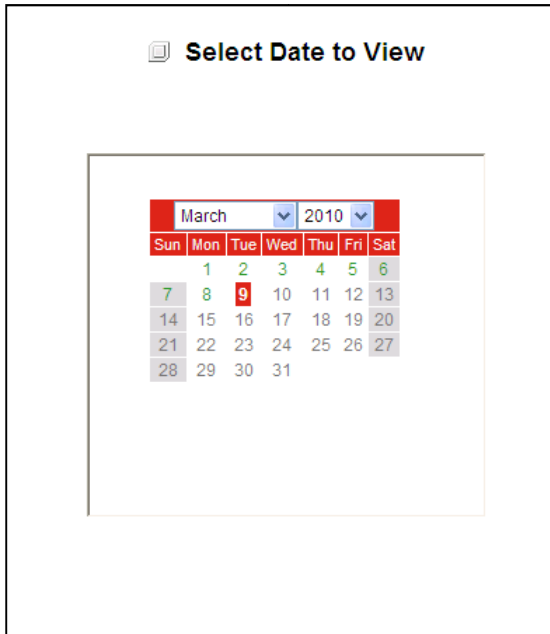 Select Date to View
March 2010
Sun Mon Tue Wed Thu Fri Sat
1 2 3 4 5 6
7 8 9 10 11 12 13
14 15 16 17 18 19 20
21 22 23 24 25 26 27
28 29 30 31